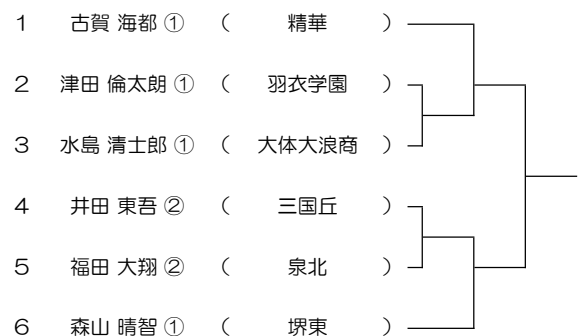 1 古賀 海都 ① ( 精華 )
2 津田 倫太朗 ① ( 羽衣学園 )
3 水島 清士郎 ① ( 大体大浪商 )
4 井田 東吾 ② ( 三国丘 )
5 福田 大翔 ② ( 泉北 )
6 森山 晴智 ① ( 堺東 )